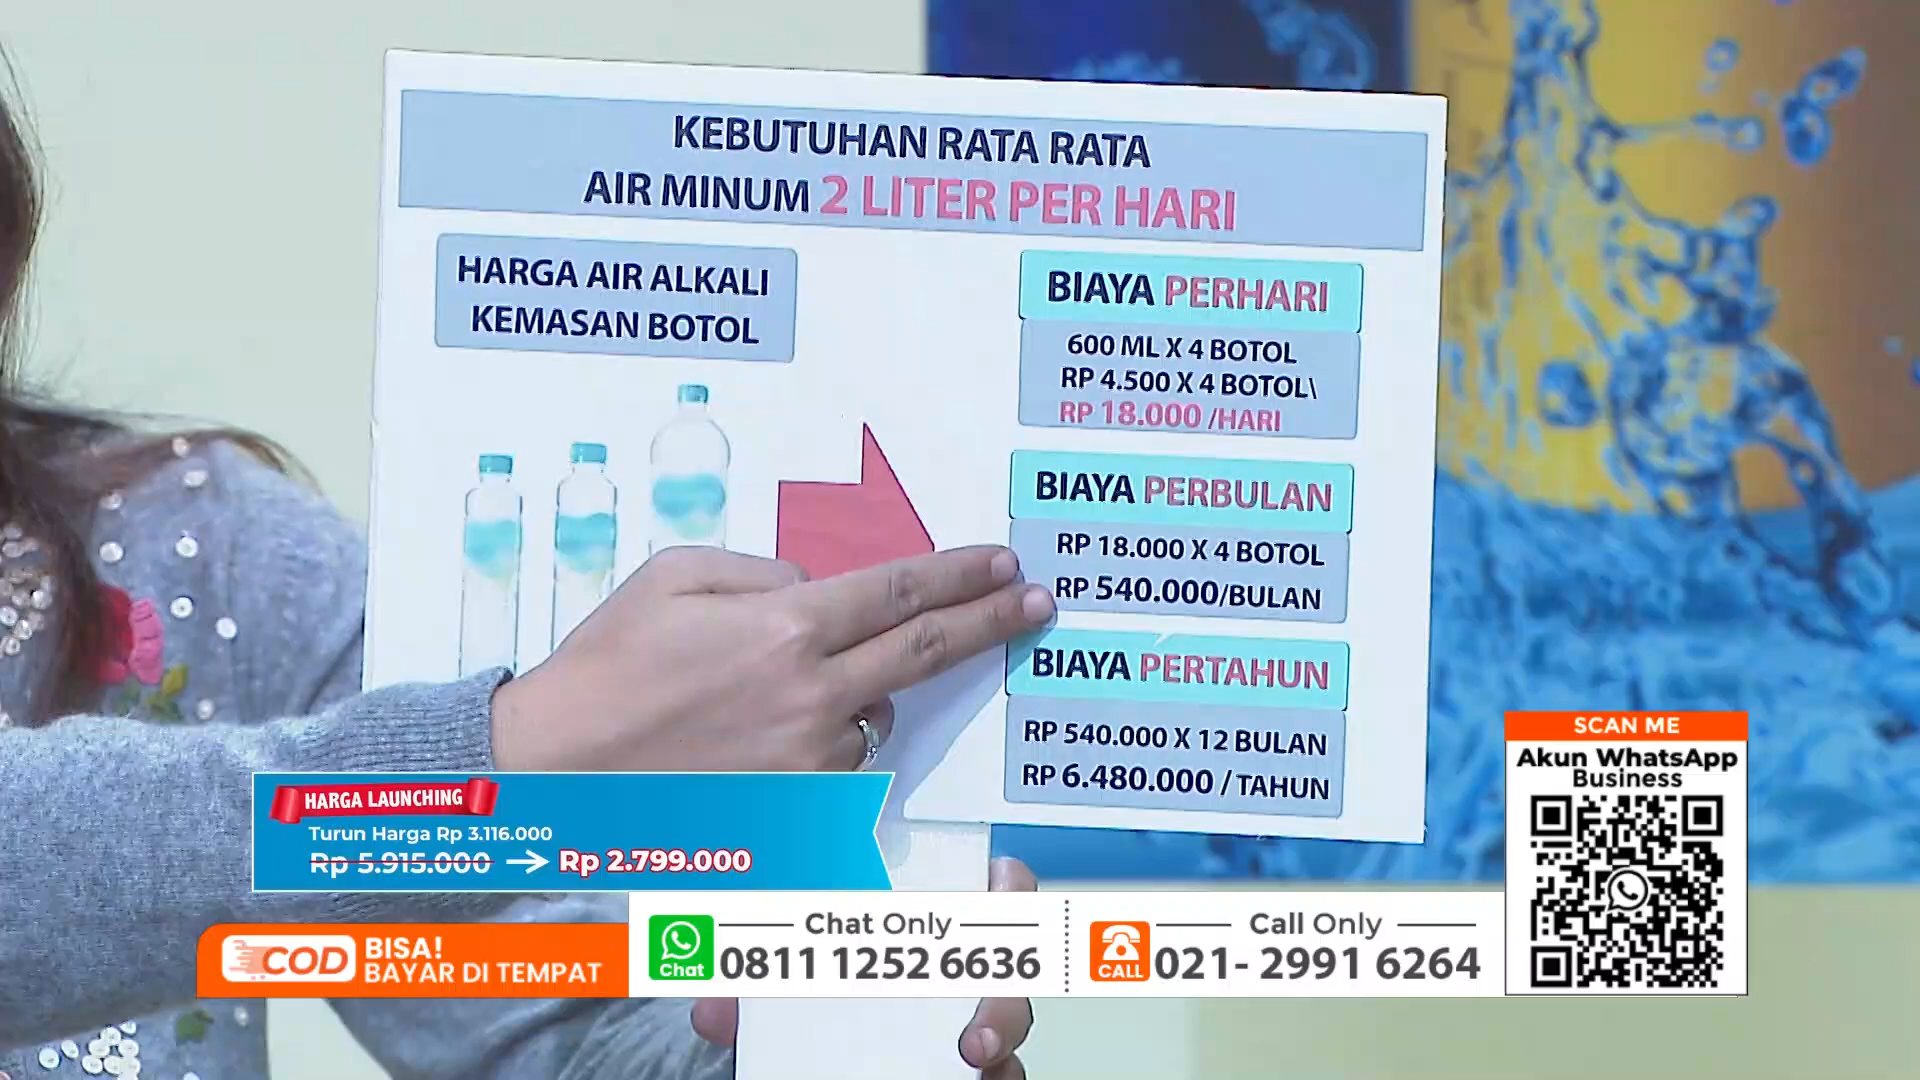 KEBUTUHAN RATA RATA
AIR MINUM 2 LITER PER HARI
HARGA AIR ALKALI
KEMASAN BOTOL
BIAYA PERHARI
600 ML X 4 BOTOL
RP 4.500 X 4 BOTOL\
RP 18.000 /HARI
BIAYA PERBULAN
RP 18.000 X 4 BOTOL
RP 540.000/BULAN
BIAYA PERTAHUN
RP 540.000 X 12 BULAN
RP 6.480.000 / TAHUN
HARGA LAUNCHING
Turun Harga Rp 3.116.000
Rp 5.915.000 → Rp 2.799.000
COD BISA!
BAYAR DI TEMPAT
Chat
Chat Only
0811 1252 6636
CALL
Call Only
021- 2991 6264
SCAN ME
Akun WhatsApp
Business